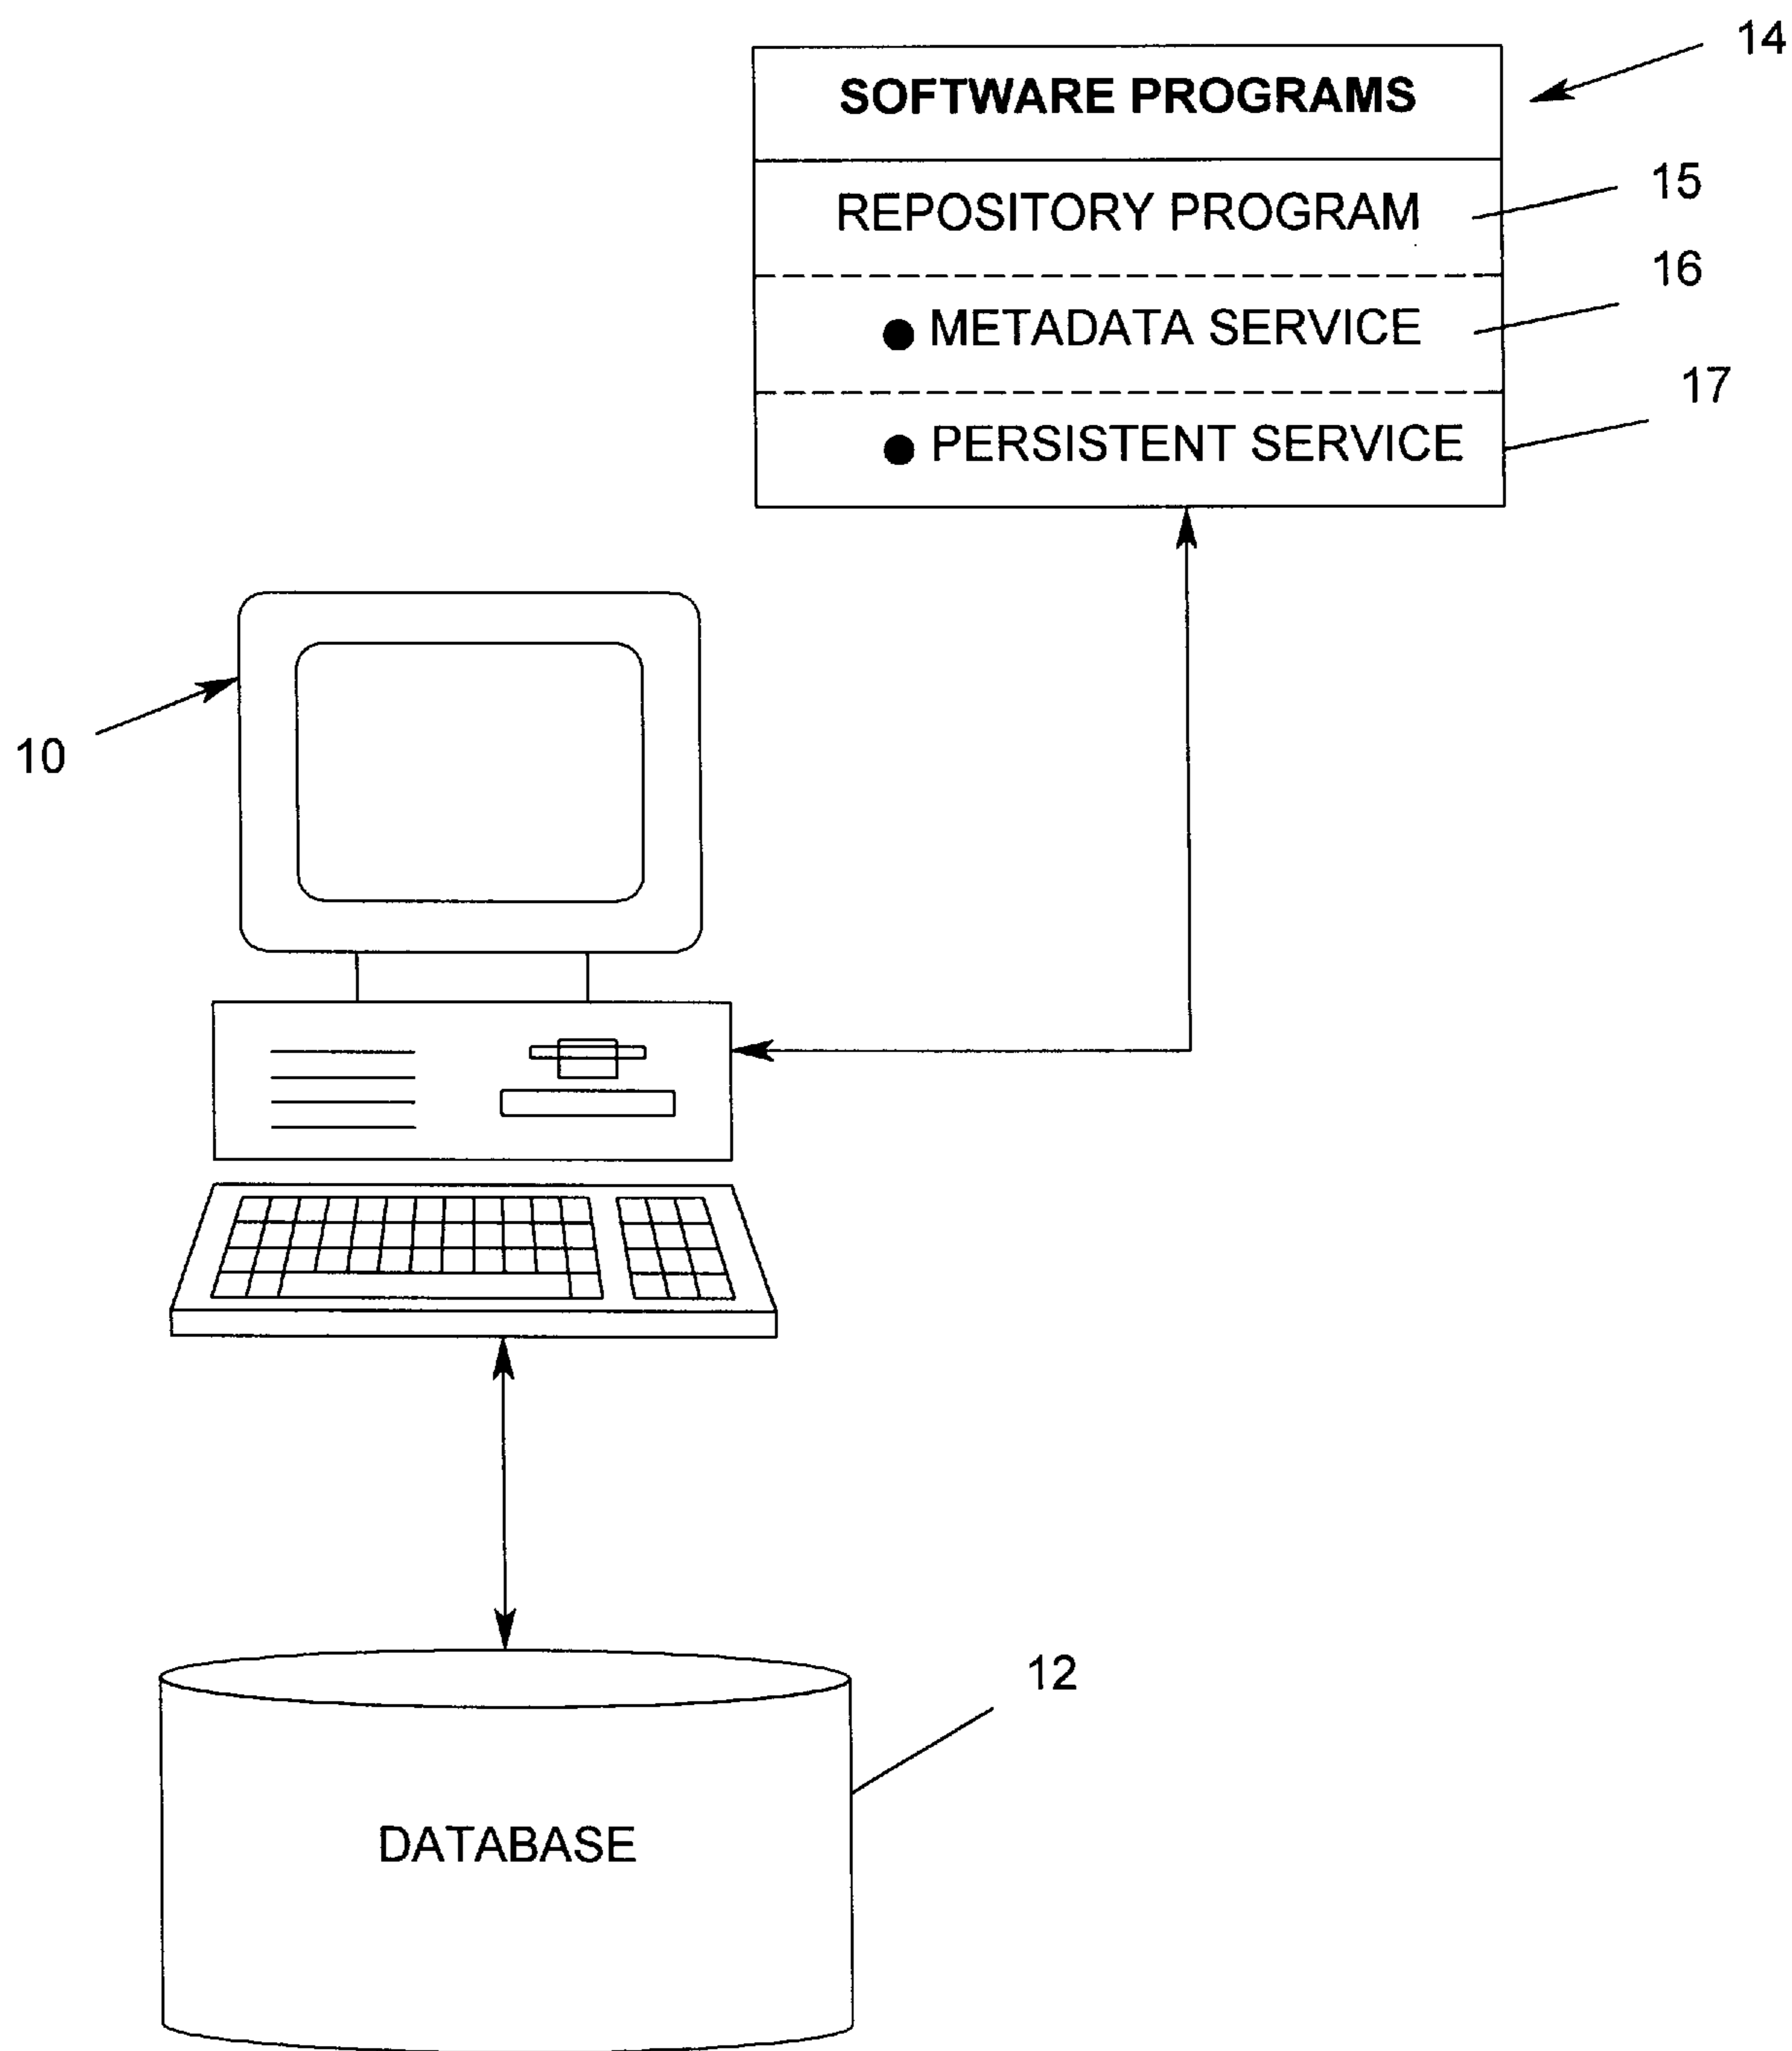 14
SOFTWARE PROGRAMS
15
REPOSITORY PROGRAM
16
● METADATA SERVICE
17
● PERSISTENT SERVICE
10
12
DATABASE